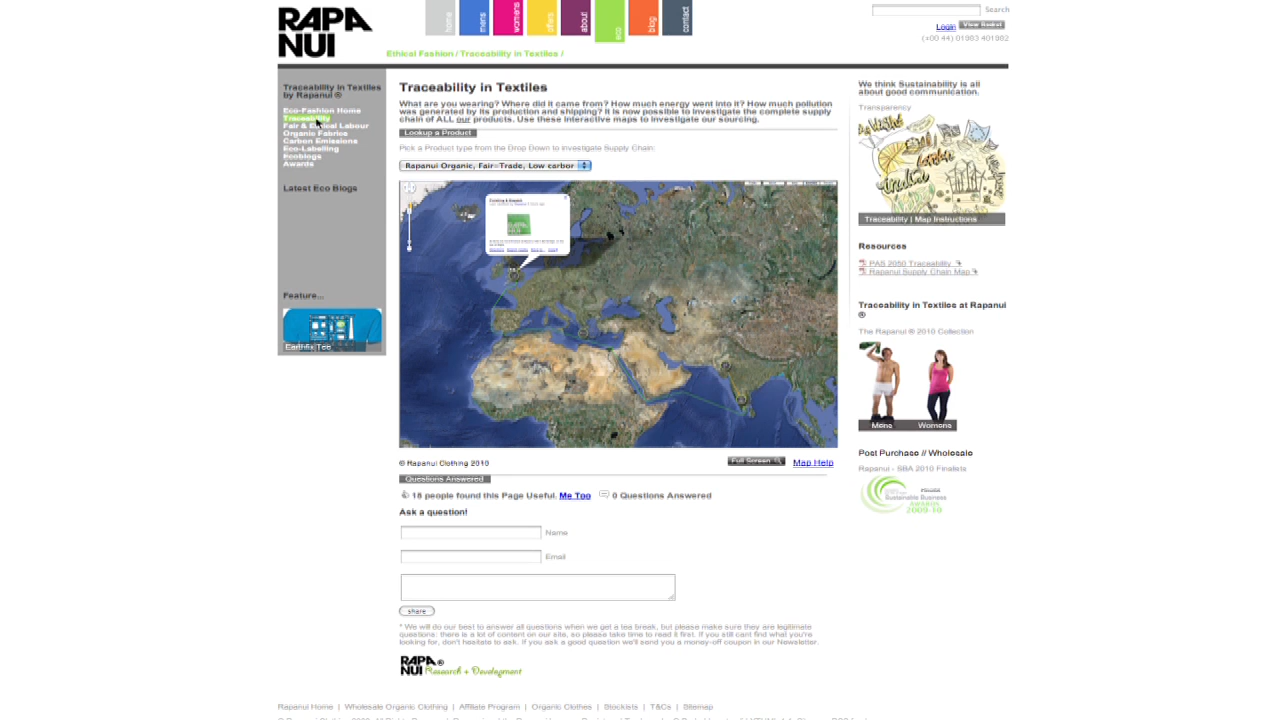 RAPA
NUI
home
mens
womens
offers
about
eco
blog
contact
Search
Login
View Basket
(+00 44) 01983 401982
Ethical Fashion / Traceability in Textiles /
Traceability in Textiles
by Rapanui ®
Eco-Fashion Home
Traceability
Fair & Ethical Labour
Organic Fabrics
Carbon Emissions
Eco-Labelling
Ecoblogs
Awards
Latest Eco Blogs
Feature...
Earthfix Tee
Traceability in Textiles
What are you wearing? Where did it came from? How much energy went into it? How much pollution
was generated by its production and shipping? It is now possible to investigate the complete supply
chain of ALL our products. Use these interactive maps to investigate our sourcing.
Lookup a Product
Pick a Product type from the Drop Down to Investigate Supply Chain:
Rapanui Organic, Fair-Trade, Low carbor
© Rapanui Clothing 2010
Full Screen
Map Help
Questions Answered
18 people found this Page Useful. Me Too
0 Questions Answered
Ask a question!
Name
Email
share
* We will do our best to answer all questions when we get a tea break, but please make sure they are legitimate
questions: there is a lot of content on our site, so please take time to read it first. If you still cant find what you're
looking for, don't hesitate to ask. If you ask a good question we'll send you a money-off coupon in our Newsletter.
RAPA®
NUI Research + Development
We think Sustainability is all
about good communication.
Transparency
Traceability | Map Instructions
Resources
PAS 2050 Traceability
Rapanui Supply Chain Map
Traceability in Textiles at Rapanui
®
The Rapanui ® 2010 Collection
Mens
Womens
Post Purchase // Wholesale
Rapanui - SBA 2010 Finalists
Sustainable Business
AWARDS
2009-10
Rapanui Home | Wholesale Organic Clothing | Affiliate Program | Organic Clothes | Stockists | T&Cs | Sitemap